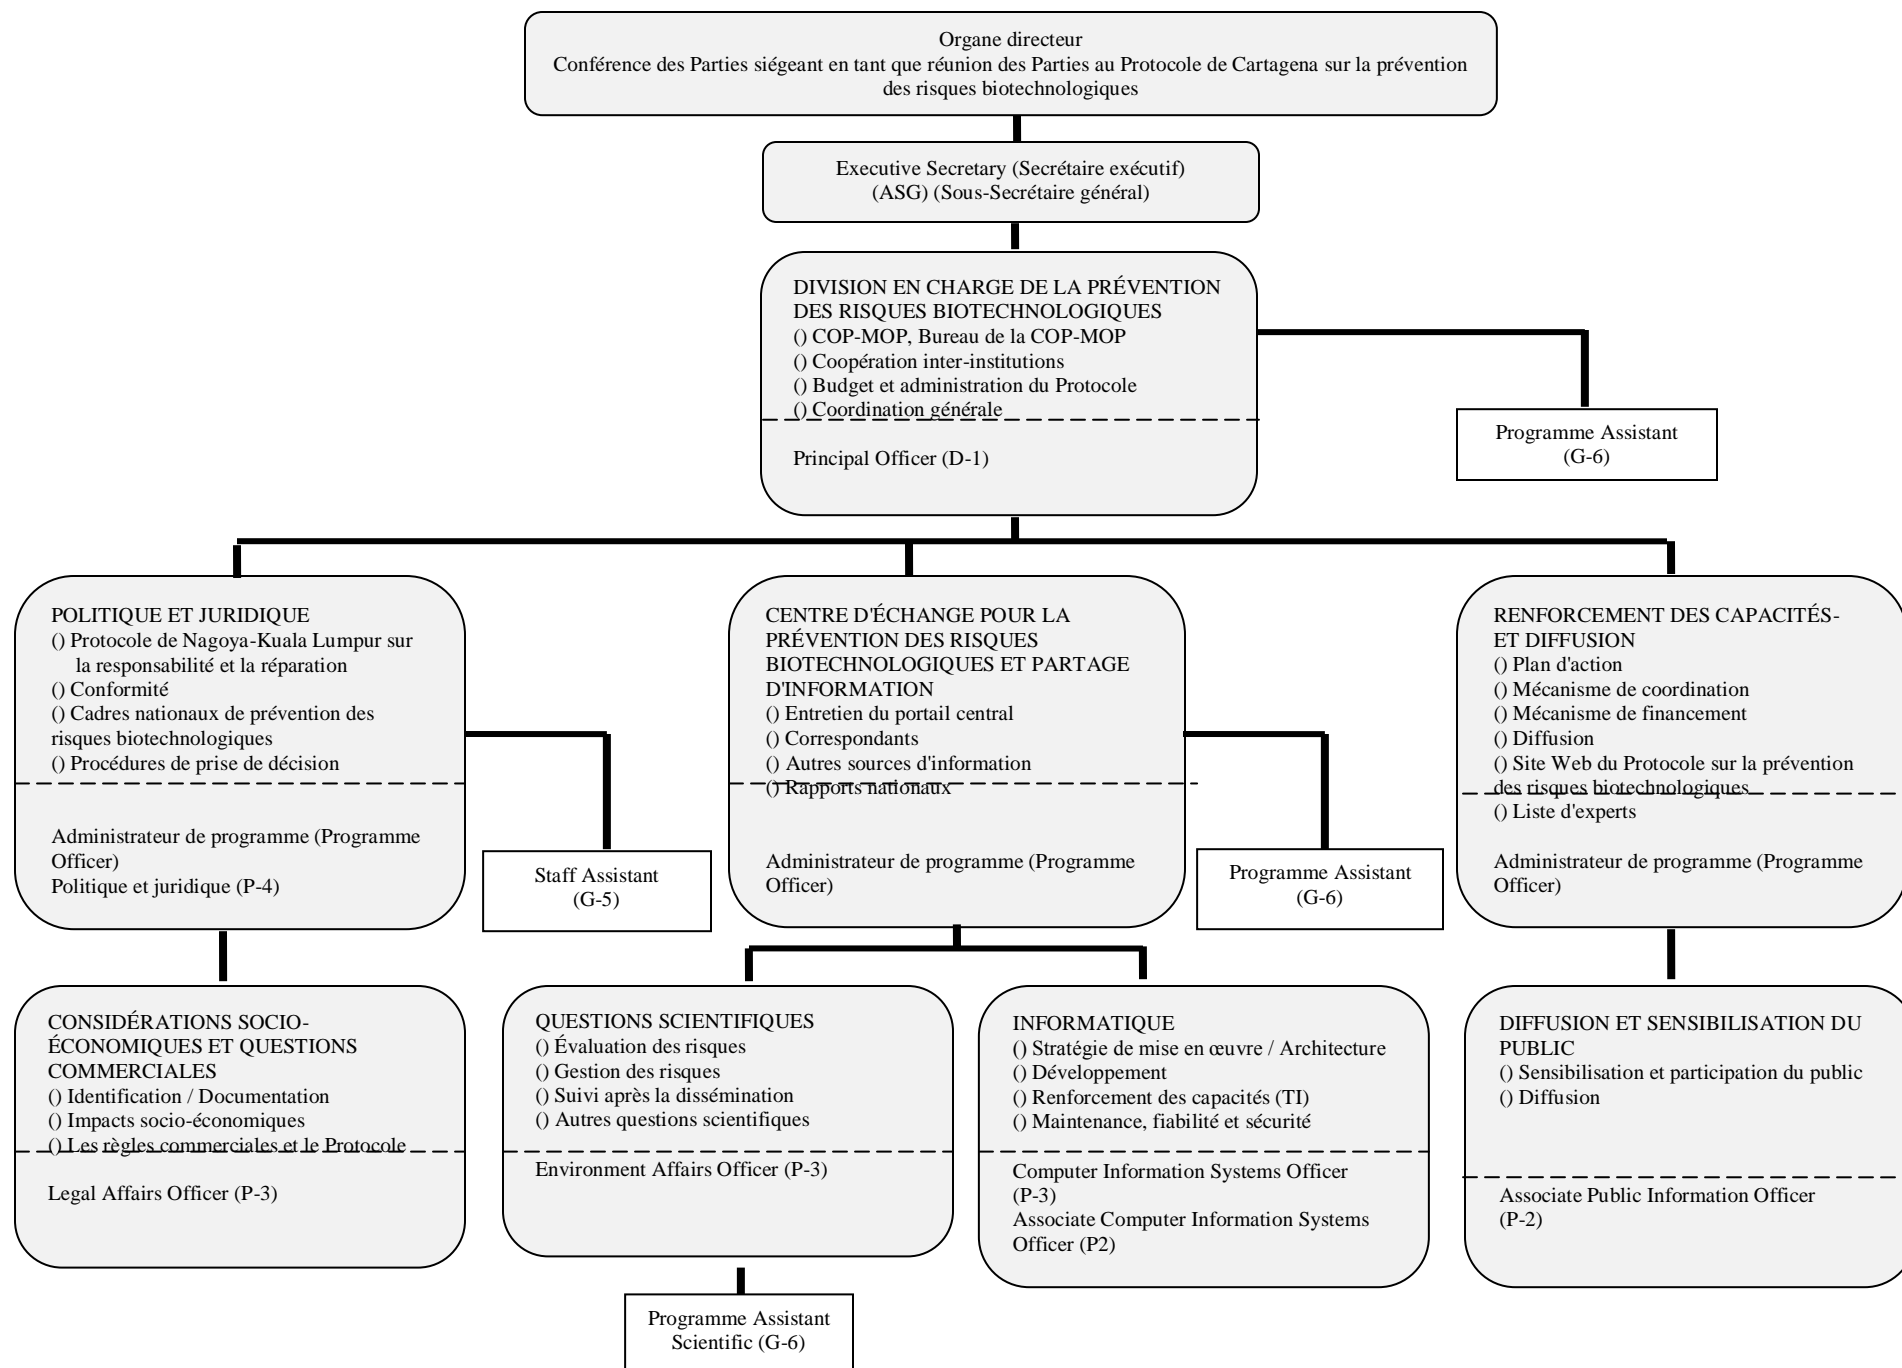 Organe directeur
Conférence des Parties siégeant en tant que réunion des Parties au Protocole de Cartagena sur la prévention
des risques biotechnologiques
Executive Secretary (Secrétaire exécutif)
(ASG) (Sous-Secrétaire général)
DIVISION EN CHARGE DE LA PRÉVENTION
DES RISQUES BIOTECHNOLOGIQUES
() COP-MOP, Bureau de la COP-MOP
() Coopération inter-institutions
() Budget et administration du Protocole
() Coordination générale
Principal Officer (D-1)
Programme Assistant
(G-6)
POLITIQUE ET JURIDIQUE
() Protocole de Nagoya-Kuala Lumpur sur
la responsabilité et la réparation
() Conformité
() Cadres nationaux de prévention des
risques biotechnologiques
() Procédures de prise de décision
Administrateur de programme (Programme
Officer)
Politique et juridique (P-4)
Staff Assistant
(G-5)
CENTRE D'ÉCHANGE POUR LA
PRÉVENTION DES RISQUES
BIOTECHNOLOGIQUES ET PARTAGE
D'INFORMATION
() Entretien du portail central
() Correspondants
() Autres sources d'information
() Rapports nationaux
Administrateur de programme (Programme
Officer)
Programme Assistant
(G-6)
RENFORCEMENT DES CAPACITÉS-
ET DIFFUSION
() Plan d'action
() Mécanisme de coordination
() Mécanisme de financement
() Diffusion
() Site Web du Protocole sur la prévention
des risques biotechnologiques
() Liste d'experts
Administrateur de programme (Programme
Officer)
CONSIDÉRATIONS SOCIO-
ÉCONOMIQUES ET QUESTIONS
COMMERCIALES
() Identification / Documentation
() Impacts socio-économiques
() Les règles commerciales et le Protocole
Legal Affairs Officer (P-3)
QUESTIONS SCIENTIFIQUES
() Évaluation des risques
() Gestion des risques
() Suivi après la dissémination
() Autres questions scientifiques
Environment Affairs Officer (P-3)
Programme Assistant
Scientific (G-6)
INFORMATIQUE
() Stratégie de mise en œuvre / Architecture
() Développement
() Renforcement des capacités (TI)
() Maintenance, fiabilité et sécurité
Computer Information Systems Officer
(P-3)
Associate Computer Information Systems
Officer (P2)
DIFFUSION ET SENSIBILISATION DU
PUBLIC
() Sensibilisation et participation du public
() Diffusion
Associate Public Information Officer
(P-2)